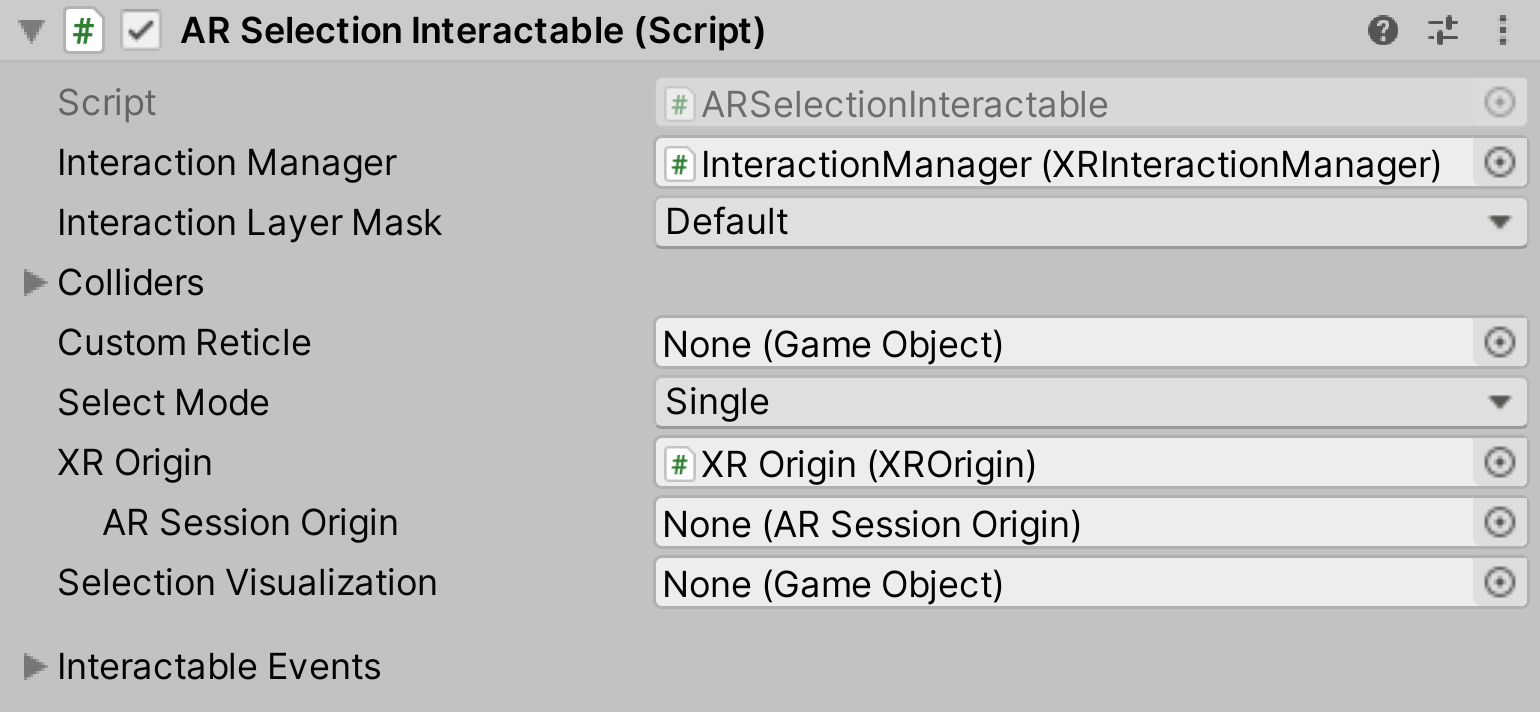 AR Selection Interactable (Script)
Script # ARSelectionInteractable
Interaction Manager # InteractionManager (XRInteractionManager)
Interaction Layer Mask Default
Colliders
Custom Reticle None (Game Object)
Select Mode Single
XR Origin # XR Origin (XROrigin)
AR Session Origin None (AR Session Origin)
Selection Visualization None (Game Object)
Interactable Events